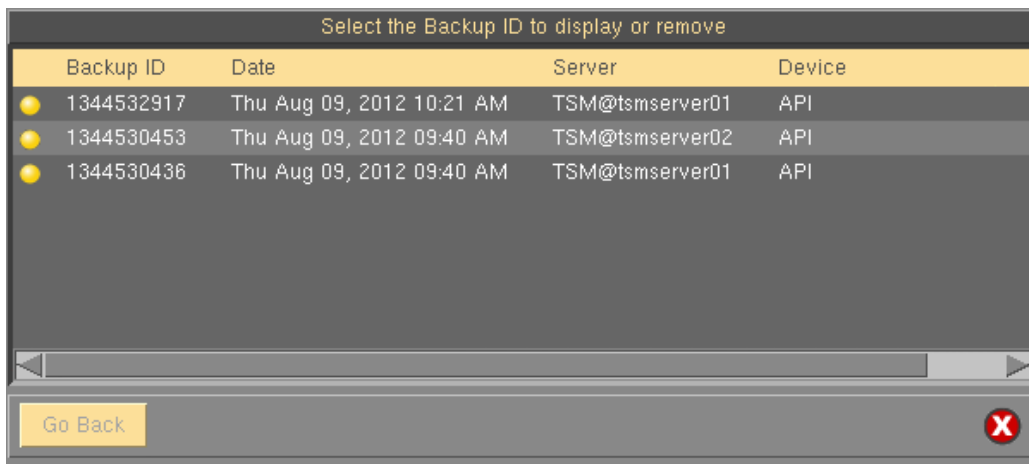 Select the Backup ID to display or remove
Backup ID Date Server Device
1344532917 Thu Aug 09, 2012 10:21 AM TSM@tsmserver01 API
1344530453 Thu Aug 09, 2012 09:40 AM TSM@tsmserver02 API
1344530436 Thu Aug 09, 2012 09:40 AM TSM@tsmserver01 API
Go Back
X